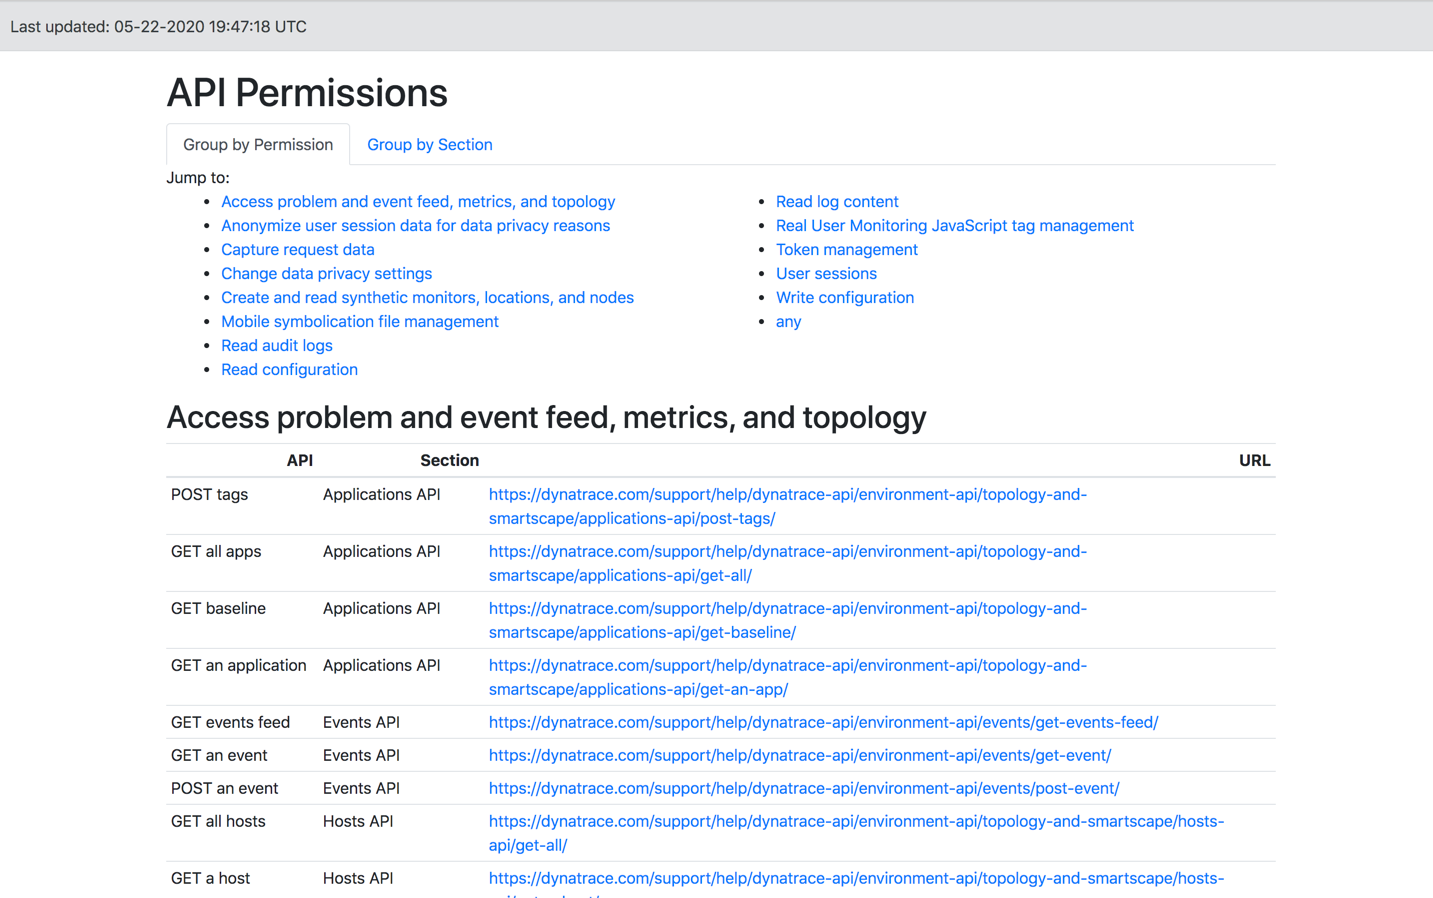 Last updated: 05-22-2020 19:47:18 UTC
API Permissions
Group by Permission
Group by Section
Jump to:
Access problem and event feed, metrics, and topology
Anonymize user session data for data privacy reasons
Capture request data
Change data privacy settings
Create and read synthetic monitors, locations, and nodes
Mobile symbolication file management
Read audit logs
Read configuration
Read log content
Real User Monitoring JavaScript tag management
Token management
User sessions
Write configuration
any
Access problem and event feed, metrics, and topology
API Section URL
POST tags Applications API https://dynatrace.com/support/help/dynatrace-api/environment-api/topology-and-
smartscape/applications-api/post-tags/
GET all apps Applications API https://dynatrace.com/support/help/dynatrace-api/environment-api/topology-and-
smartscape/applications-api/get-all/
GET baseline Applications API https://dynatrace.com/support/help/dynatrace-api/environment-api/topology-and-
smartscape/applications-api/get-baseline/
GET an application Applications API https://dynatrace.com/support/help/dynatrace-api/environment-api/topology-and-
smartscape/applications-api/get-an-app/
GET events feed Events API https://dynatrace.com/support/help/dynatrace-api/environment-api/events/get-events-feed/
GET an event Events API https://dynatrace.com/support/help/dynatrace-api/environment-api/events/get-event/
POST an event Events API https://dynatrace.com/support/help/dynatrace-api/environment-api/events/post-event/
GET all hosts Hosts API https://dynatrace.com/support/help/dynatrace-api/environment-api/topology-and-smartscape/hosts-
api/get-all/
GET a host Hosts API https://dynatrace.com/support/help/dynatrace-api/environment-api/topology-and-smartscape/hosts-